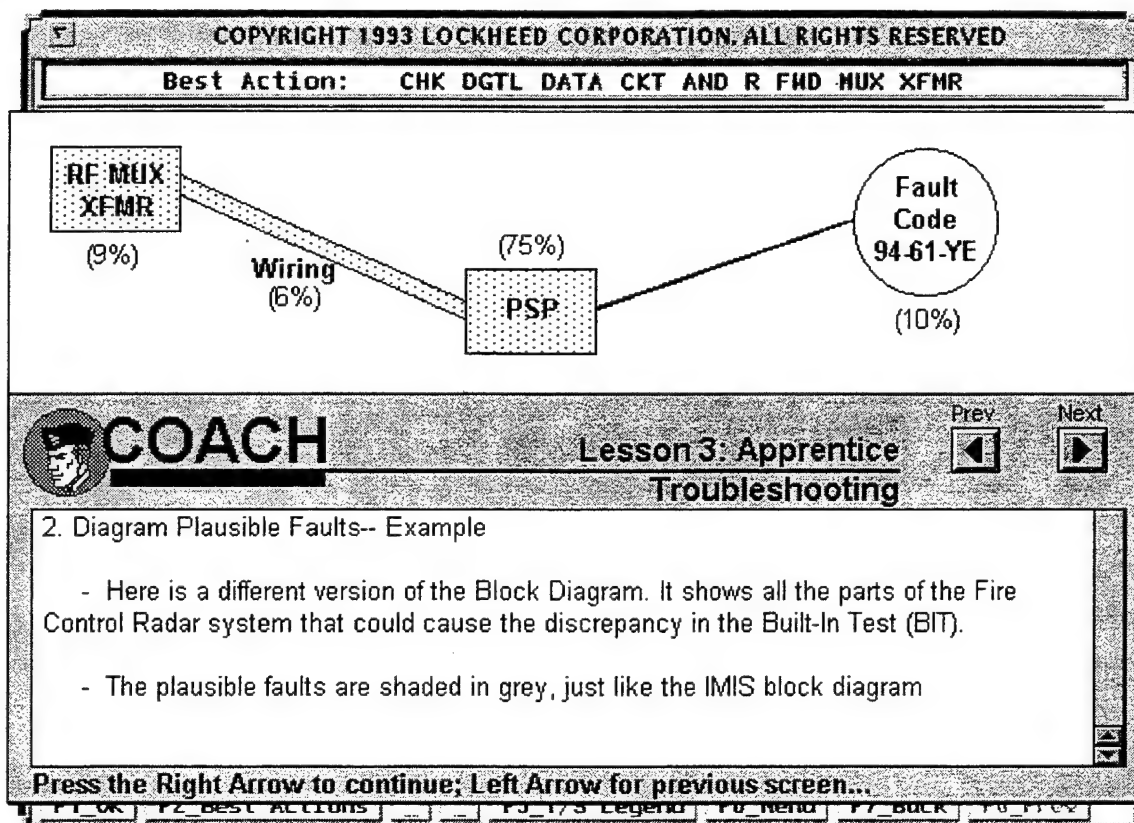 COPYRIGHT 1993 LOCKHEED CORPORATION. ALL RIGHTS RESERVED
Best Action: CHK DGTL DATA CKT AND R FWD MUX XFMR
RF MUX
XFMR
(9%)
Wiring
(6%)
(75%)
PSP
Fault
Code
94-61-YE
(10%)
COACH
Lesson 3: Apprentice
Troubleshooting
Prev
Next
2. Diagram Plausible Faults-- Example
- Here is a different version of the Block Diagram. It shows all the parts of the Fire
Control Radar system that could cause the discrepancy in the Built-In Test (BIT).
- The plausible faults are shaded in grey, just like the IMIS block diagram
Press the Right Arrow to continue; Left Arrow for previous screen...
F1_OK F2_Best Actions F5_T/S Legend F6_Menu F7_Back